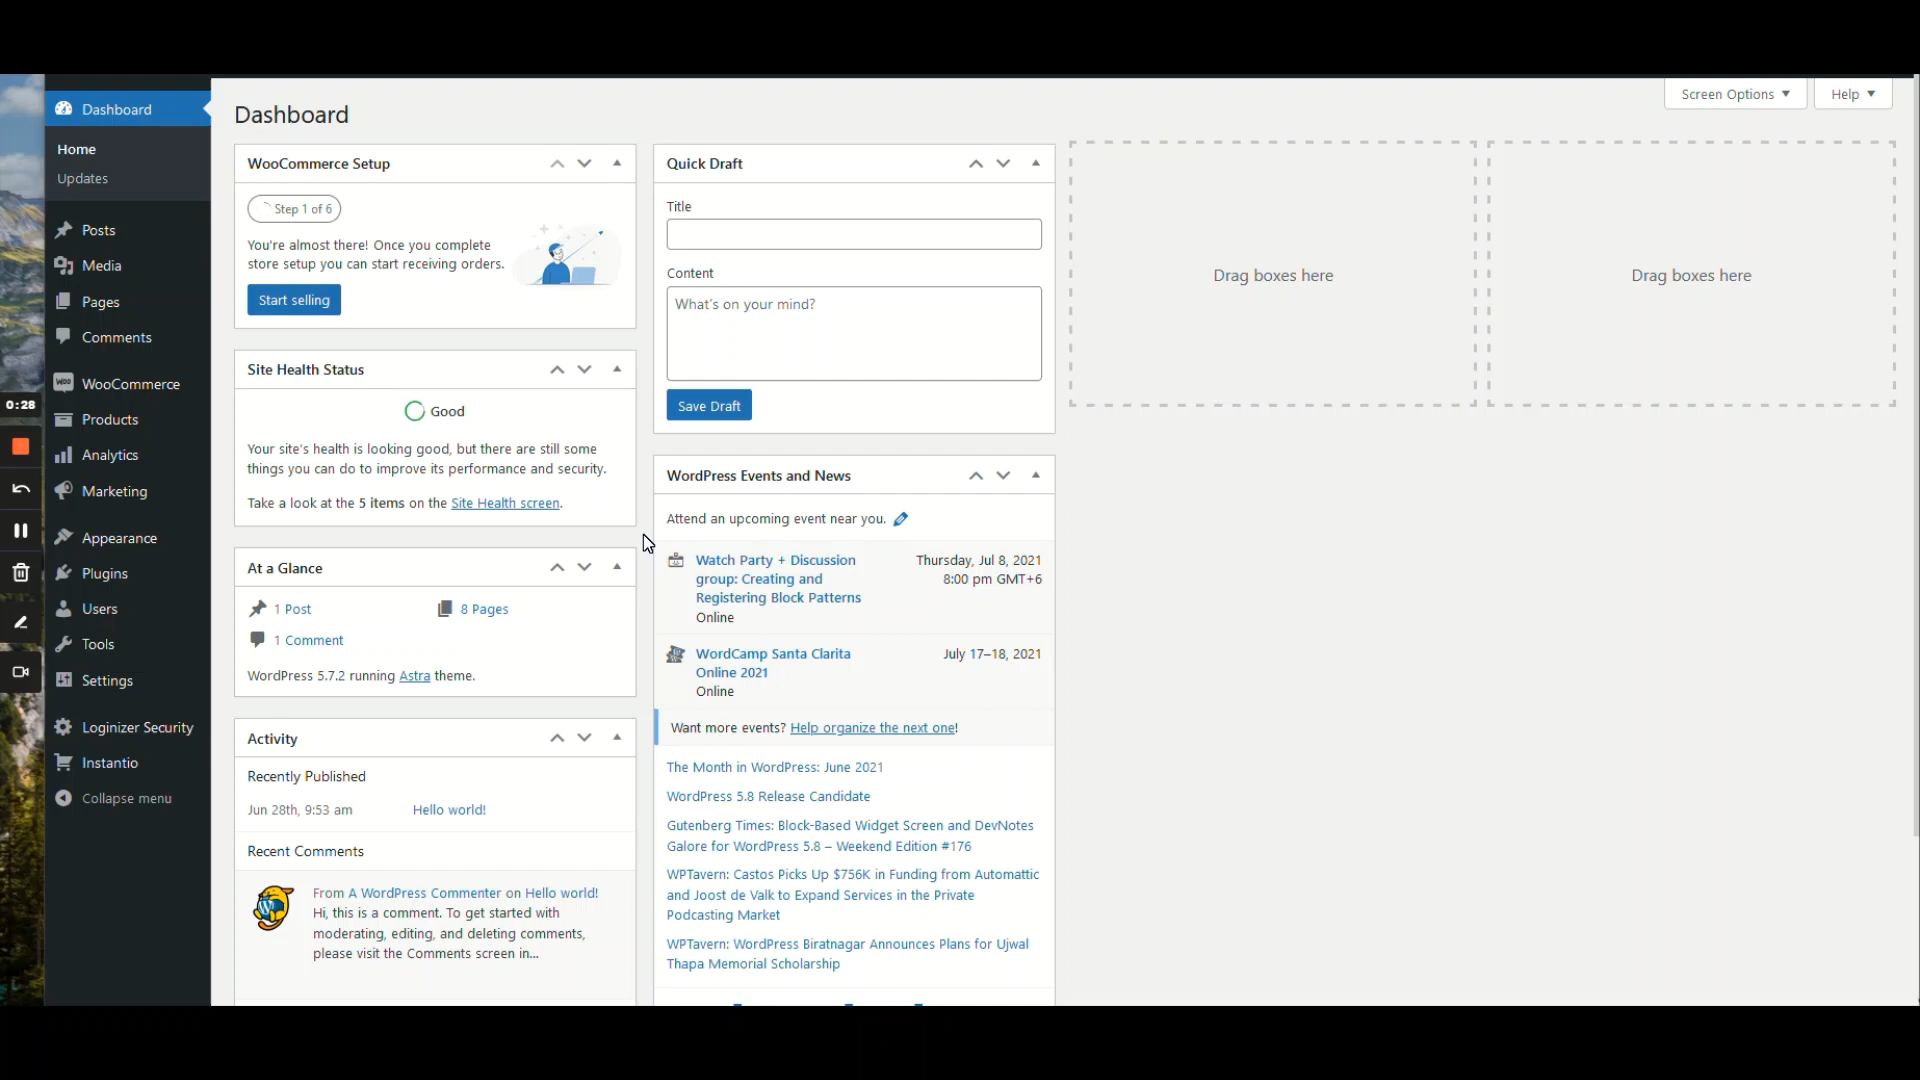 Screen Options
Help
Dashboard
Home
Updates
Posts
Media
Pages
Comments
WooCommerce
Products
Analytics
Marketing
Appearance
Plugins
Users
Tools
Settings
Loginizer Security
Instantio
Collapse menu
0:28
Dashboard
WooCommerce Setup
Step 1 of 6
You're almost there! Once you complete
store setup you can start receiving orders.
Start selling
Site Health Status
Good
Your site's health is looking good, but there are still some
things you can do to improve its performance and security.
Take a look at the 5 items on the Site Health screen.
At a Glance
1 Post
8 Pages
1 Comment
WordPress 5.7.2 running Astra theme.
Activity
Recently Published
Jun 28th, 9:53 am Hello world!
Recent Comments
From A WordPress Commenter on Hello world!
Hi, this is a comment. To get started with
moderating, editing, and deleting comments,
please visit the Comments screen in...
Quick Draft
Title
Content
What's on your mind?
Save Draft
WordPress Events and News
Attend an upcoming event near you.
Watch Party + Discussion Thursday, Jul 8, 2021
group: Creating and 8:00 pm GMT+6
Registering Block Patterns
Online
WordCamp Santa Clarita July 17–18, 2021
Online 2021
Online
Want more events? Help organize the next one!
The Month in WordPress: June 2021
WordPress 5.8 Release Candidate
Gutenberg Times: Block-Based Widget Screen and DevNotes
Galore for WordPress 5.8 – Weekend Edition #176
WPTavern: Castos Picks Up $756K in Funding from Automattic
and Joost de Valk to Expand Services in the Private
Podcasting Market
WPTavern: WordPress Biratnagar Announces Plans for Ujwal
Thapa Memorial Scholarship
Drag boxes here
Drag boxes here